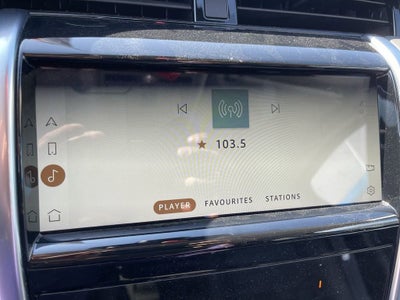 ★ 103.5
PLAYER FAVOURITES STATIONS